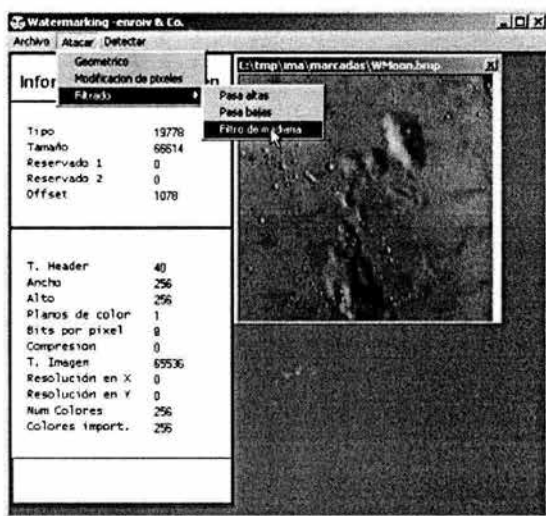 Watermarking -enroiv & Co.
Archivo Atacar Detectar
Geometrico
Modificacion de pixeles
Filtrado
Pasa altas
Pasa bajas
Filtro de mediana
C:\tmp\ima\marcadas\WMoon.bmp
Tipo 19778
Tamaño 66614
Reservado 1 0
Reservado 2 0
Offset 1078
T. Header 40
Ancho 256
Alto 256
Planos de color 1
Bits por pixel 8
Compresion 0
T. Imagen 65536
Resolución en X 0
Resolución en Y 0
Num Colores 256
Colores import. 256